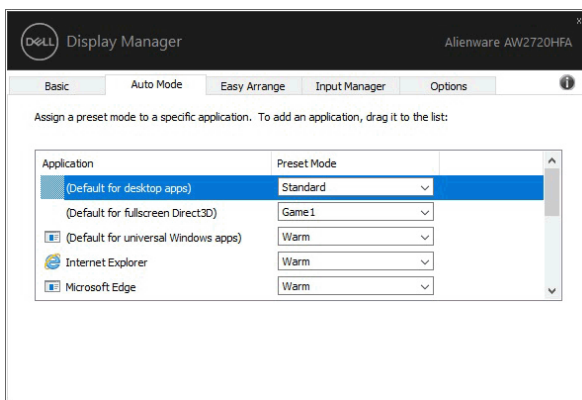 DELL Display Manager Alienware AW2720HFA
Basic Auto Mode Easy Arrange Input Manager Options
Assign a preset mode to a specific application. To add an application, drag it to the list:
Application Preset Mode
(Default for desktop apps) Standard
(Default for fullscreen Direct3D) Game1
(Default for universal Windows apps) Warm
Internet Explorer Warm
Microsoft Edge Warm